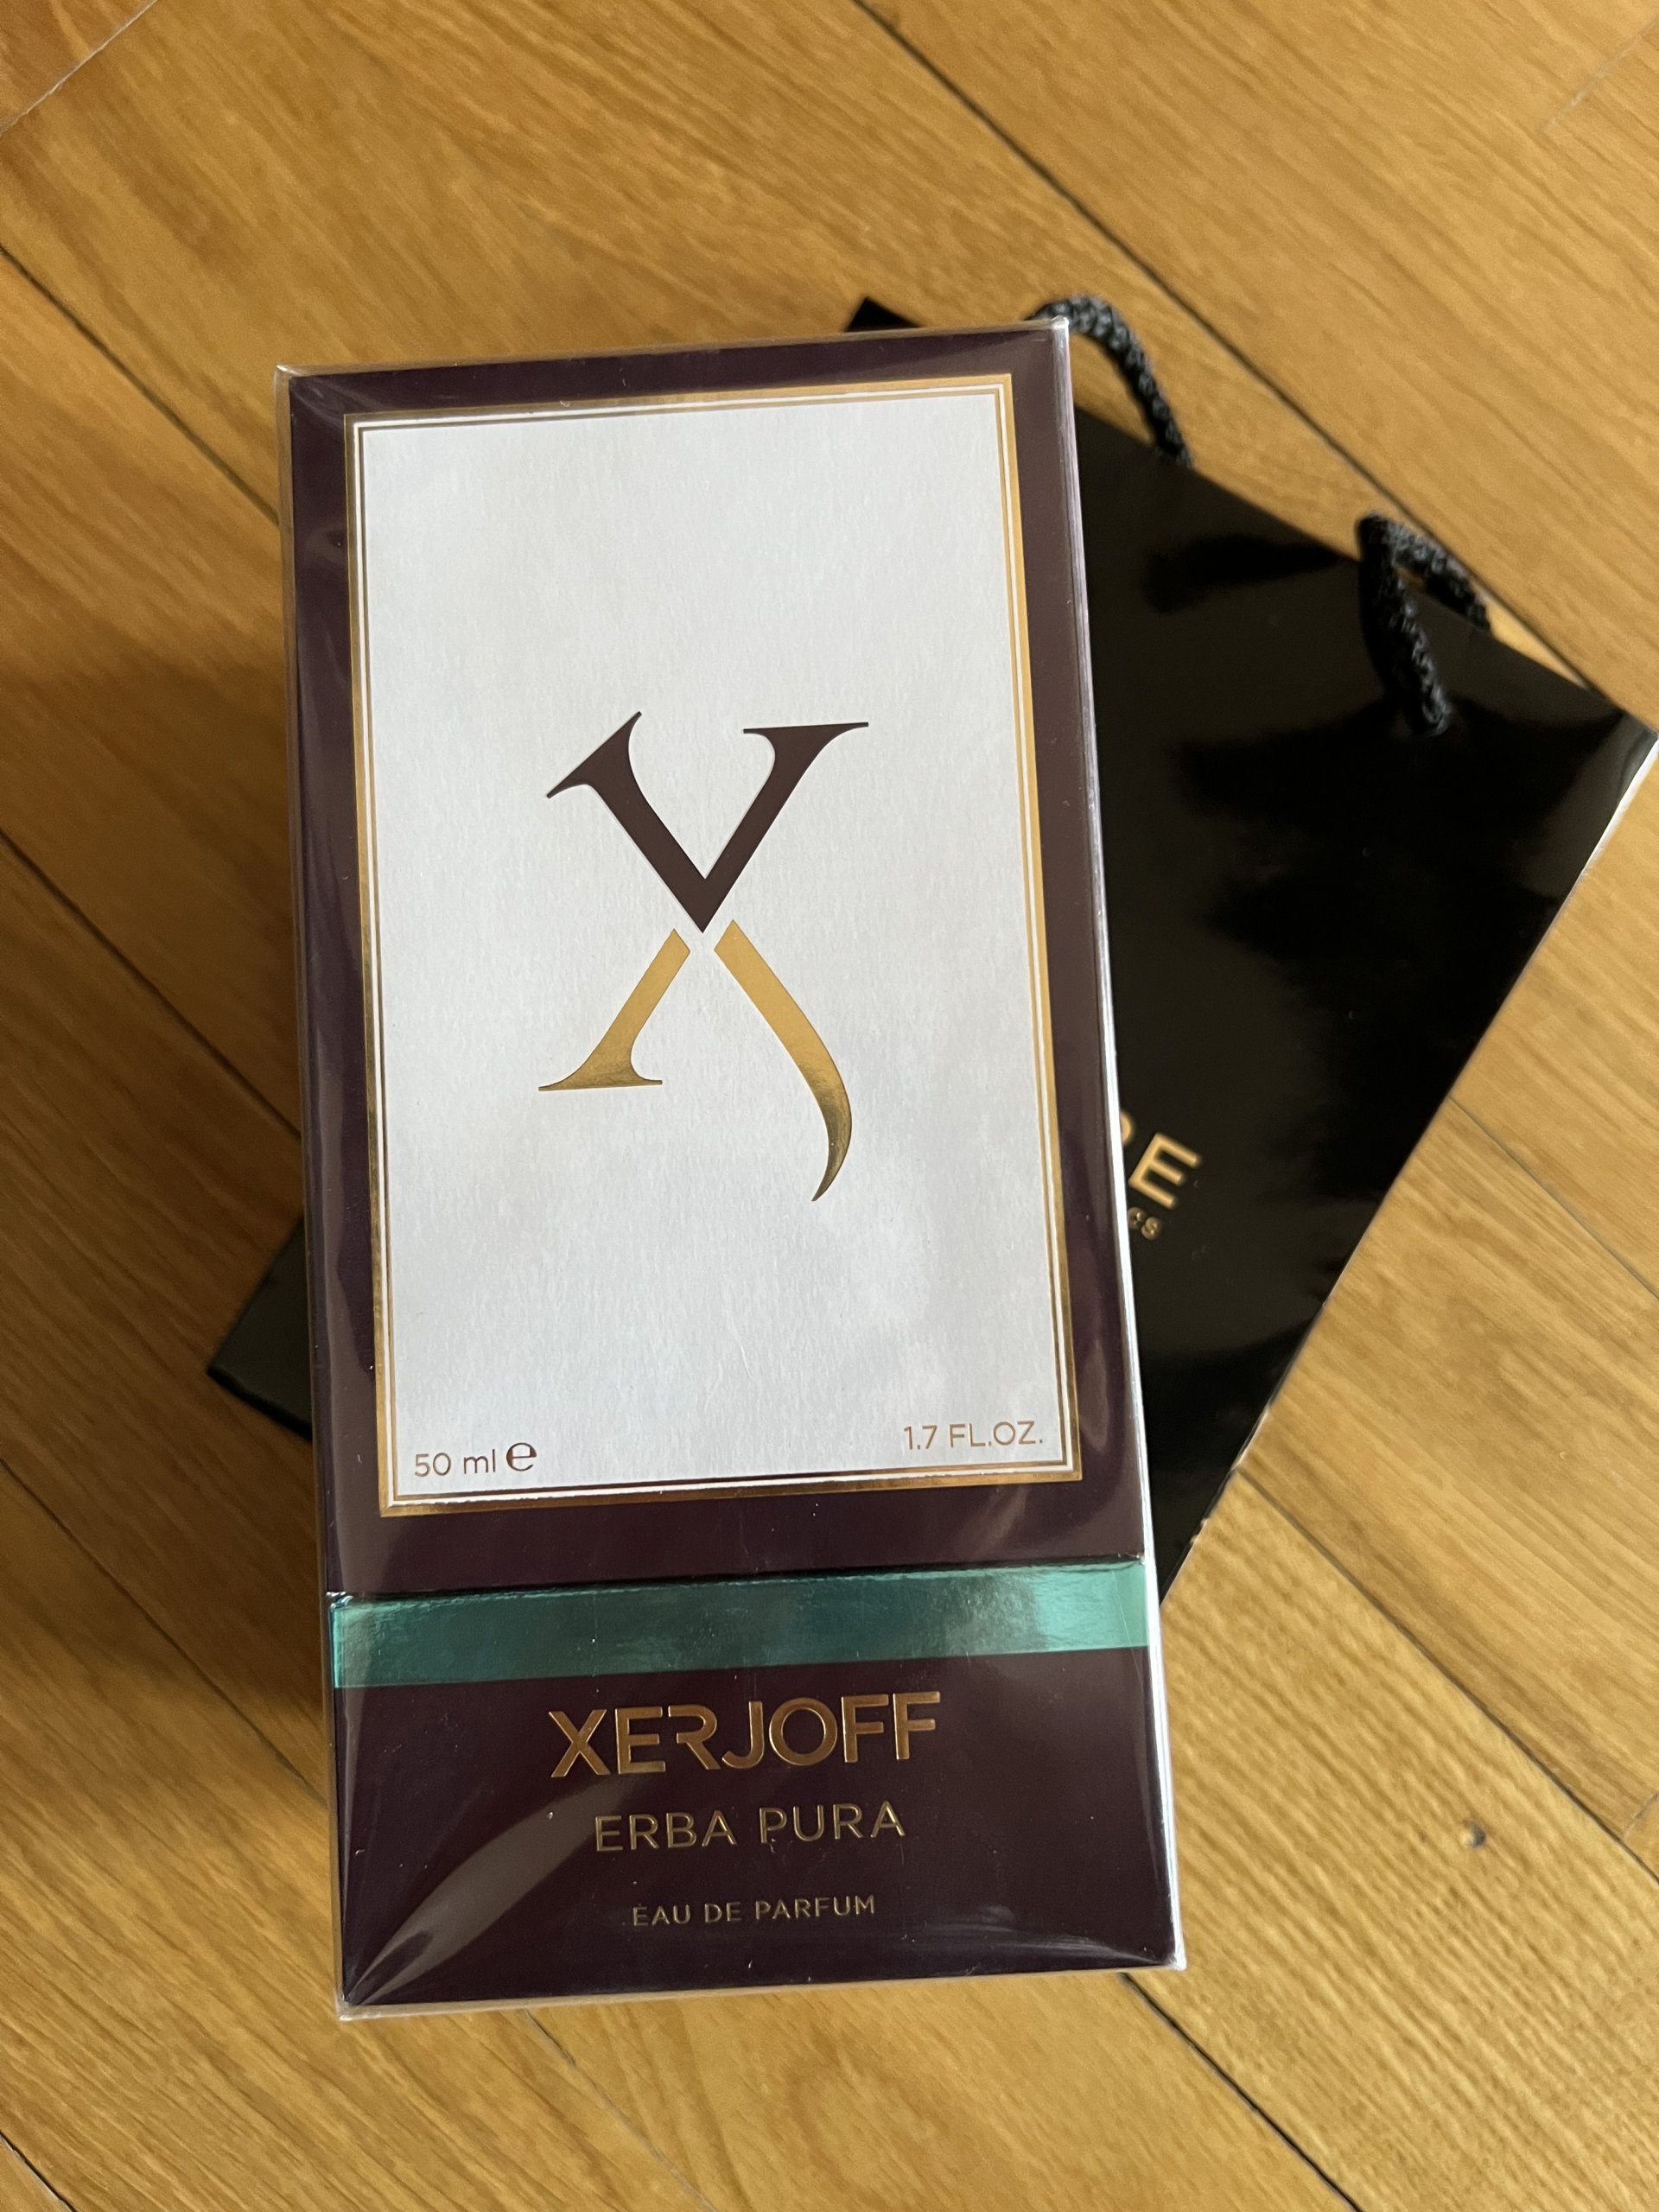 50 ml ℮
1.7 FL.OZ.
XERJOFF
ERBA PURA
EAU DE PARFUM